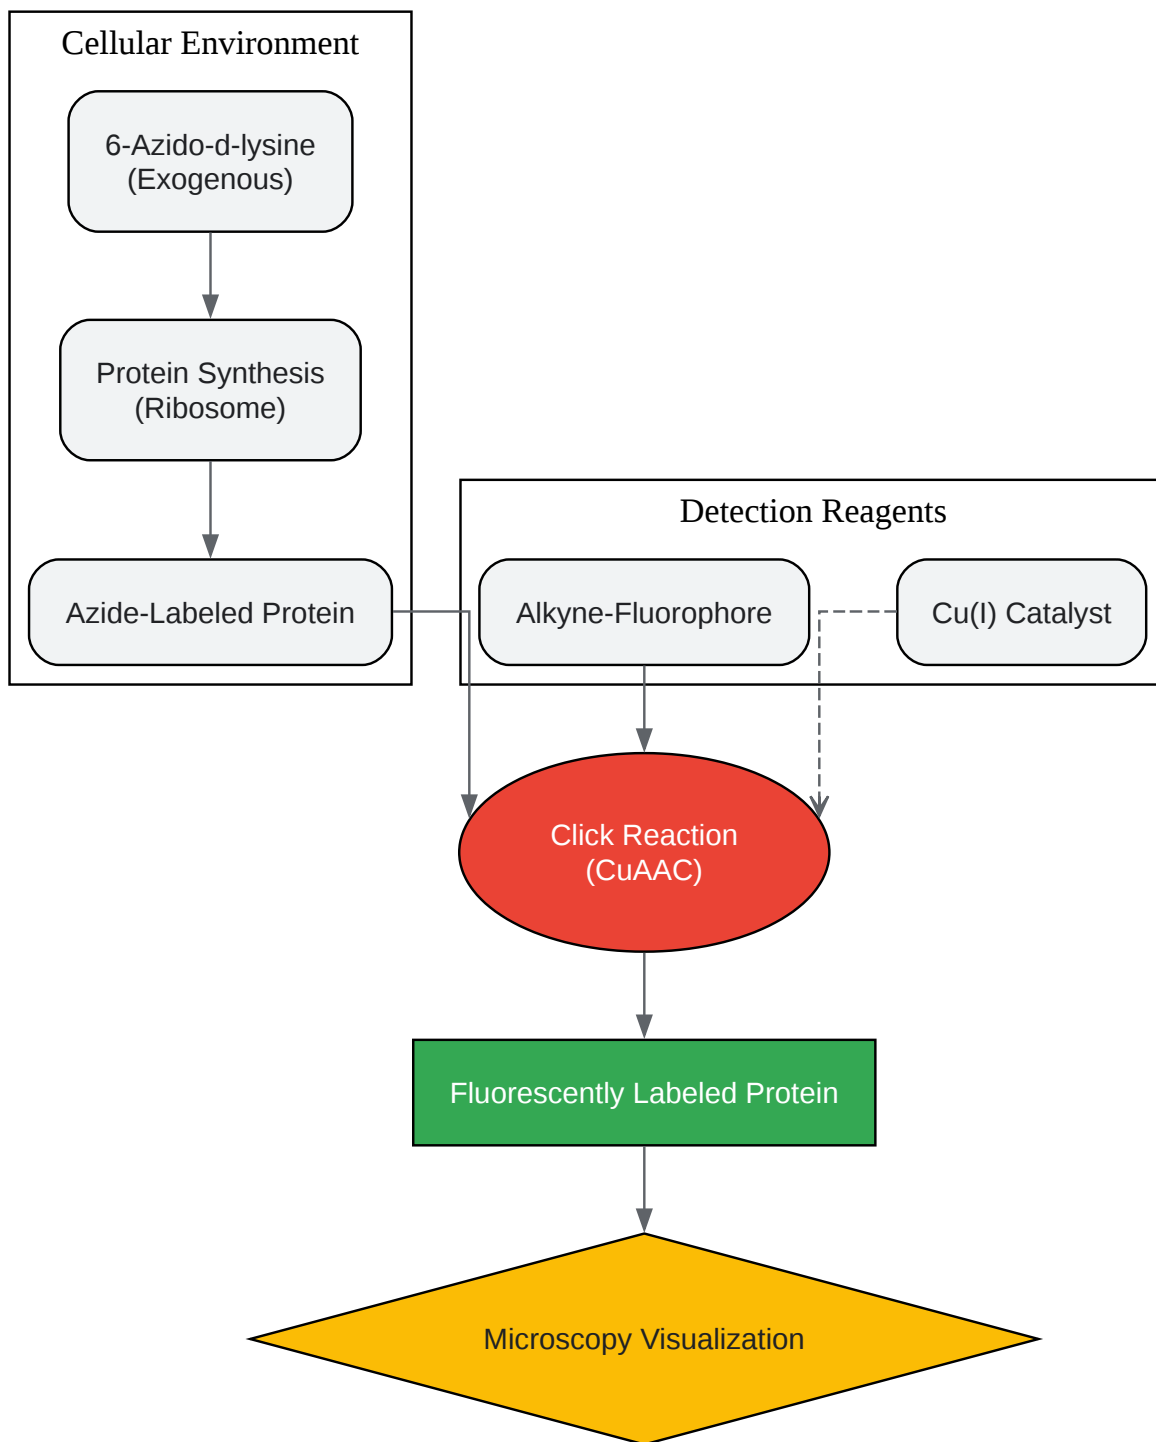 Cellular Environment
6-Azido-d-lysine
(Exogenous)
Protein Synthesis
(Ribosome)
Azide-Labeled Protein
Detection Reagents
Alkyne-Fluorophore
Cu(I) Catalyst
Click Reaction
(CuAAC)
Fluorescently Labeled Protein
Microscopy Visualization